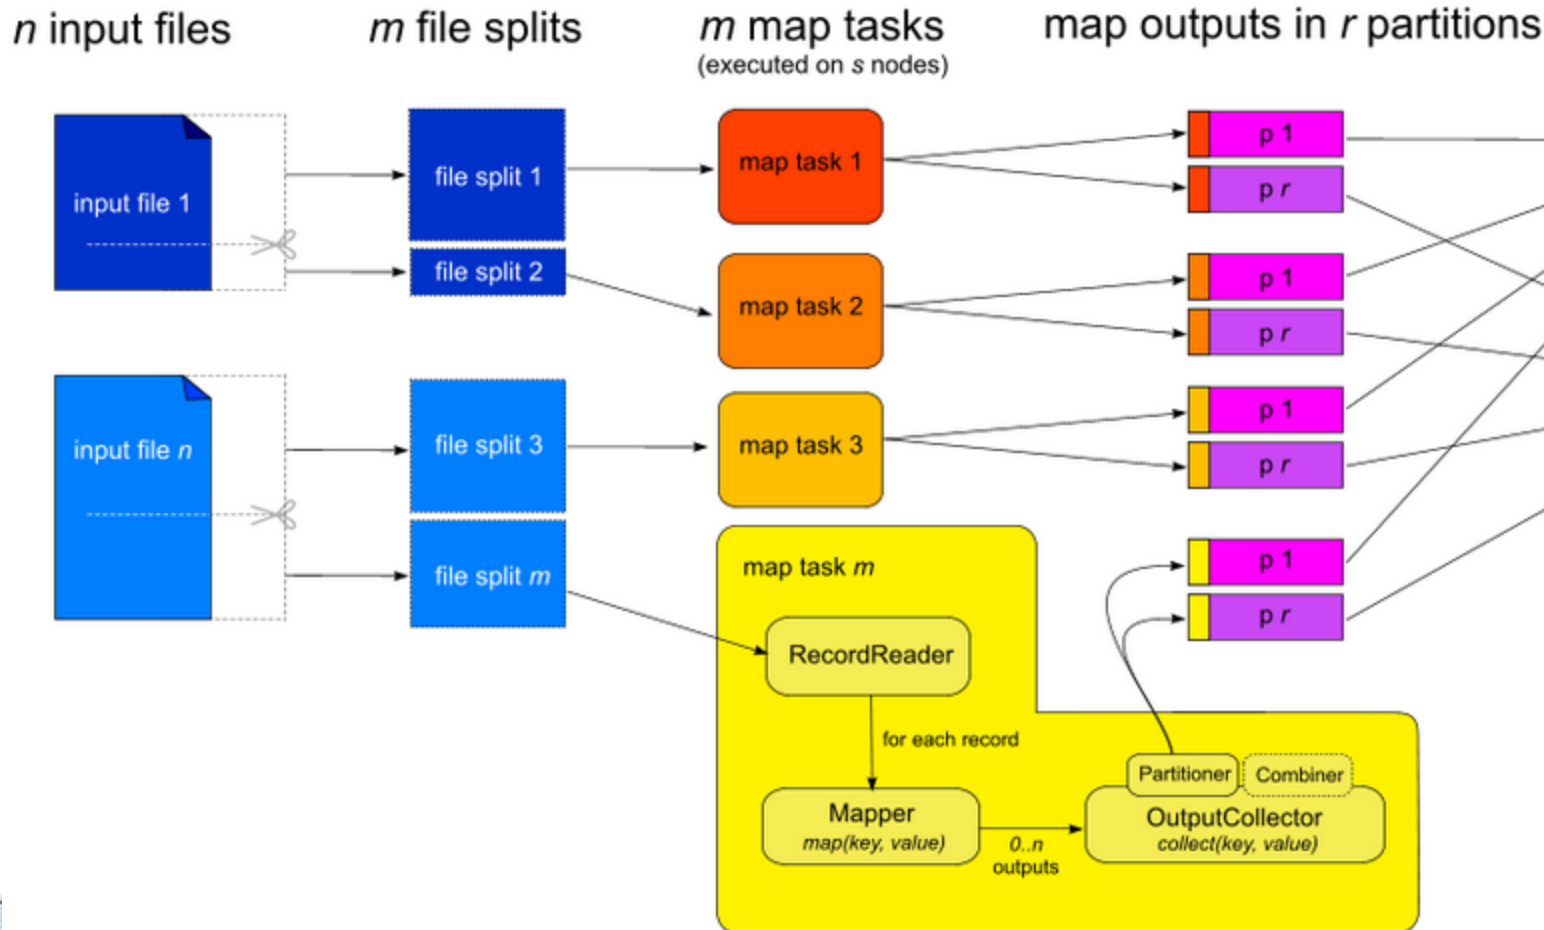 n input files
m file splits
m map tasks
(executed on s nodes)
map outputs in r partitions
input file 1
file split 1
file split 2
map task 1
p 1
p r
map task 2
p 1
p r
input file n
file split 3
file split m
map task 3
p 1
p r
map task m
p 1
p r
RecordReader
for each record
Mapper
map(key, value)
0..n
outputs
Partitioner
Combiner
OutputCollector
collect(key, value)